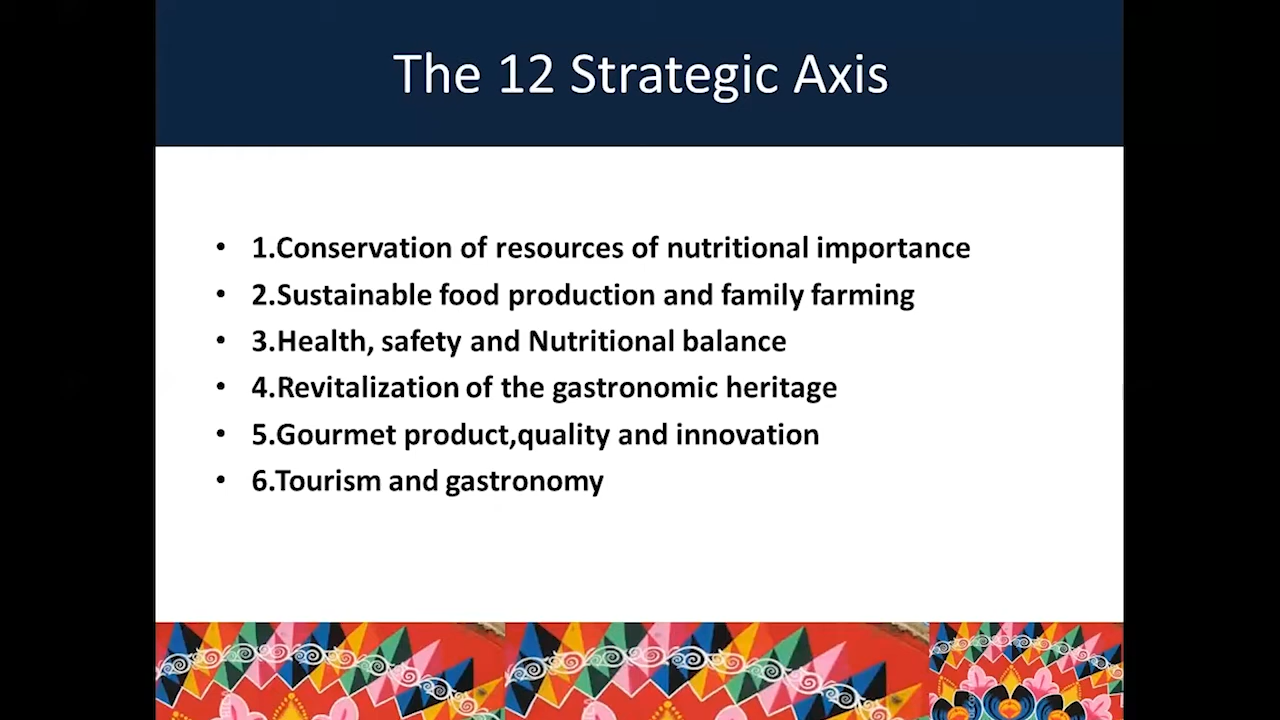 The 12 Strategic Axis
• 1.Conservation of resources of nutritional importance
• 2.Sustainable food production and family farming
• 3.Health, safety and Nutritional balance
• 4.Revitalization of the gastronomic heritage
• 5.Gourmet product,quality and innovation
• 6.Tourism and gastronomy